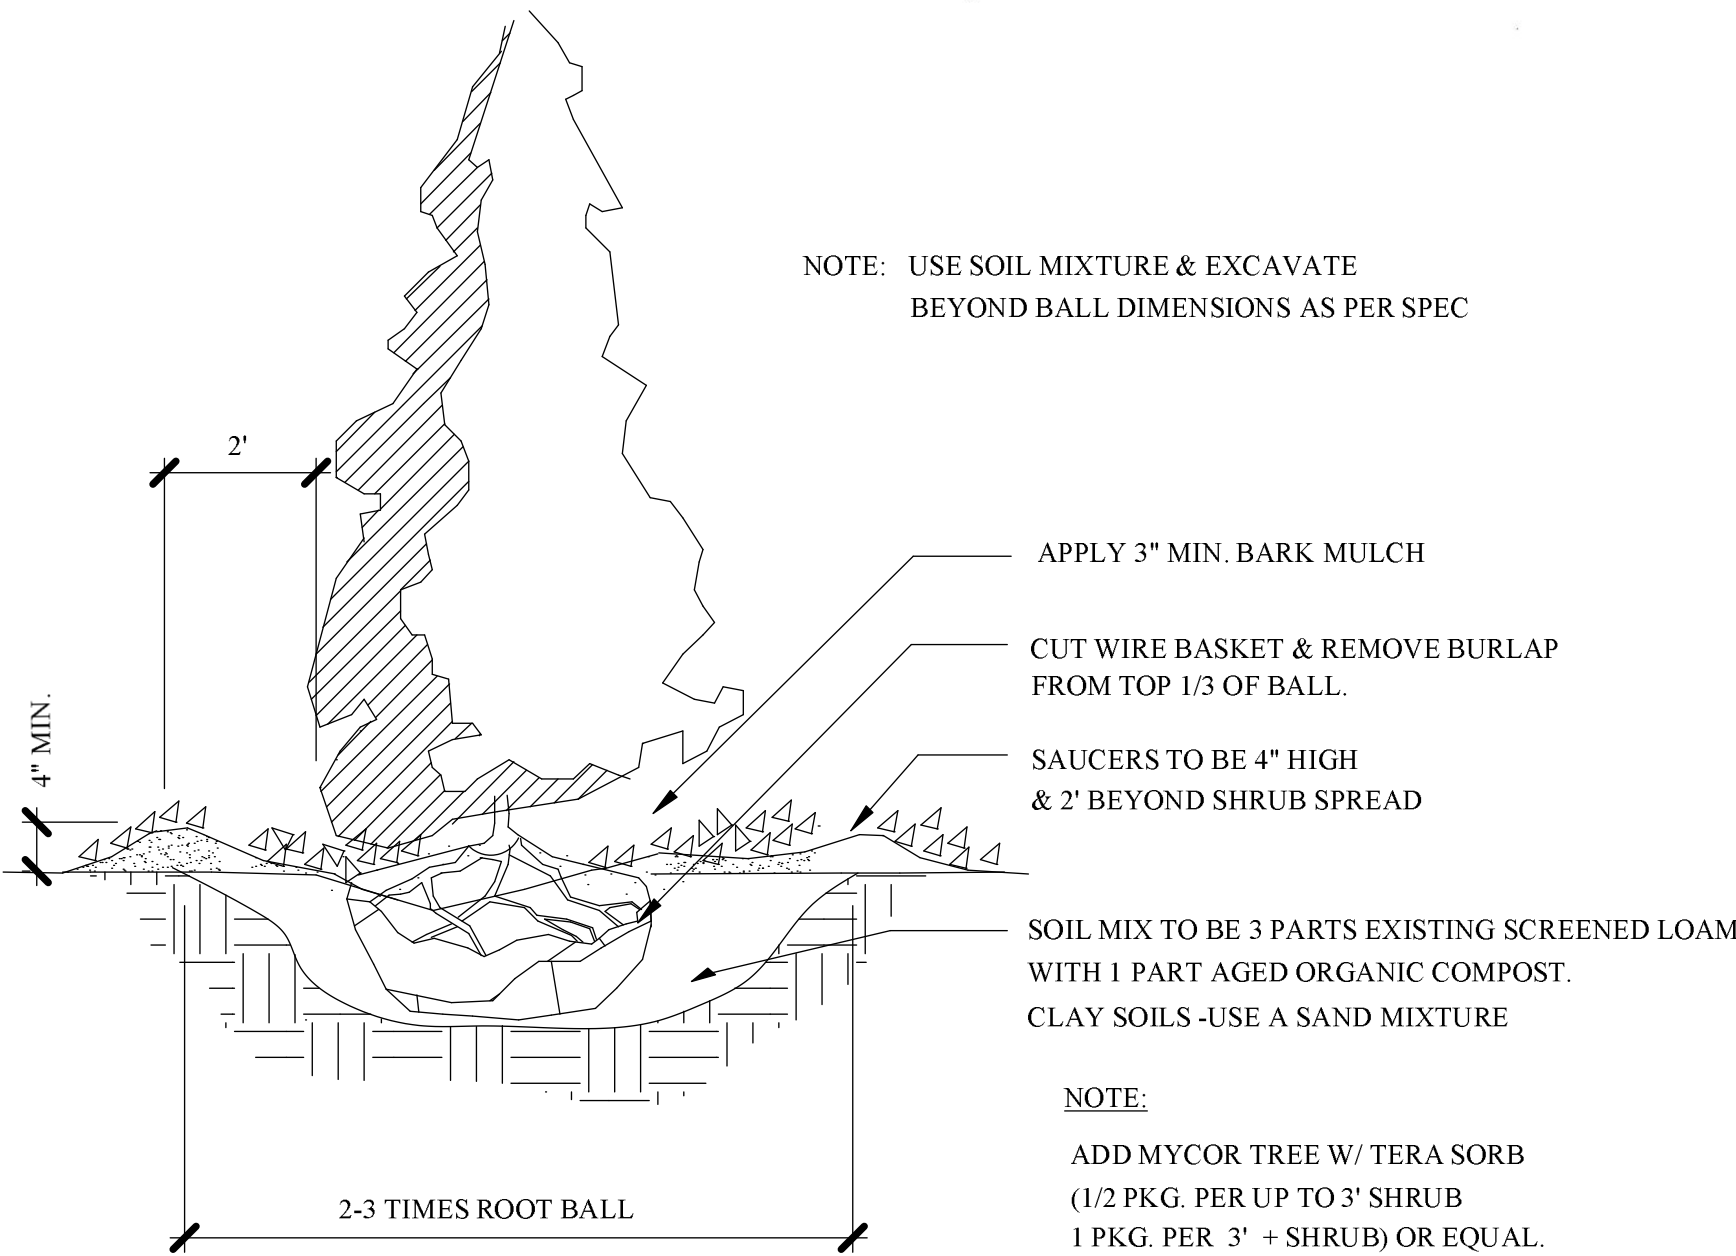 NOTE: USE SOIL MIXTURE & EXCAVATE
BEYOND BALL DIMENSIONS AS PER SPEC
2'
APPLY 3" MIN. BARK MULCH
CUT WIRE BASKET & REMOVE BURLAP
FROM TOP 1/3 OF BALL.
4" MIN.
SAUCERS TO BE 4" HIGH
& 2' BEYOND SHRUB SPREAD
SOIL MIX TO BE 3 PARTS EXISTING SCREENED LOAM
WITH 1 PART AGED ORGANIC COMPOST.
CLAY SOILS -USE A SAND MIXTURE
NOTE:
ADD MYCOR TREE W/ TERA SORB
(1/2 PKG. PER UP TO 3' SHRUB
1 PKG. PER 3' + SHRUB) OR EQUAL.
2-3 TIMES ROOT BALL